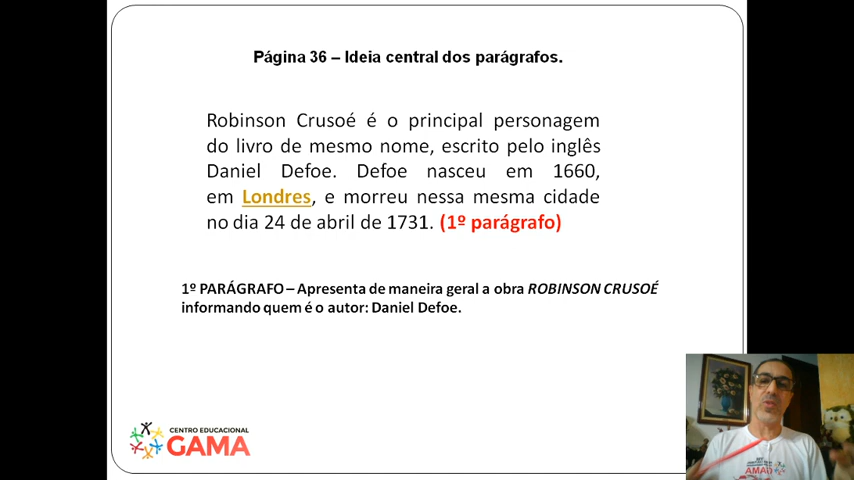 Página 36 – Ideia central dos parágrafos.
Robinson Crusoé é o principal personagem
do livro de mesmo nome, escrito pelo inglês
Daniel Defoe. Defoe nasceu em 1660,
em Londres, e morreu nessa mesma cidade
no dia 24 de abril de 1731. (1º parágrafo)
1º PARÁGRAFO – Apresenta de maneira geral a obra ROBINSON CRUSOÉ
informando quem é o autor: Daniel Defoe.
CENTRO EDUCACIONAL
GAMA